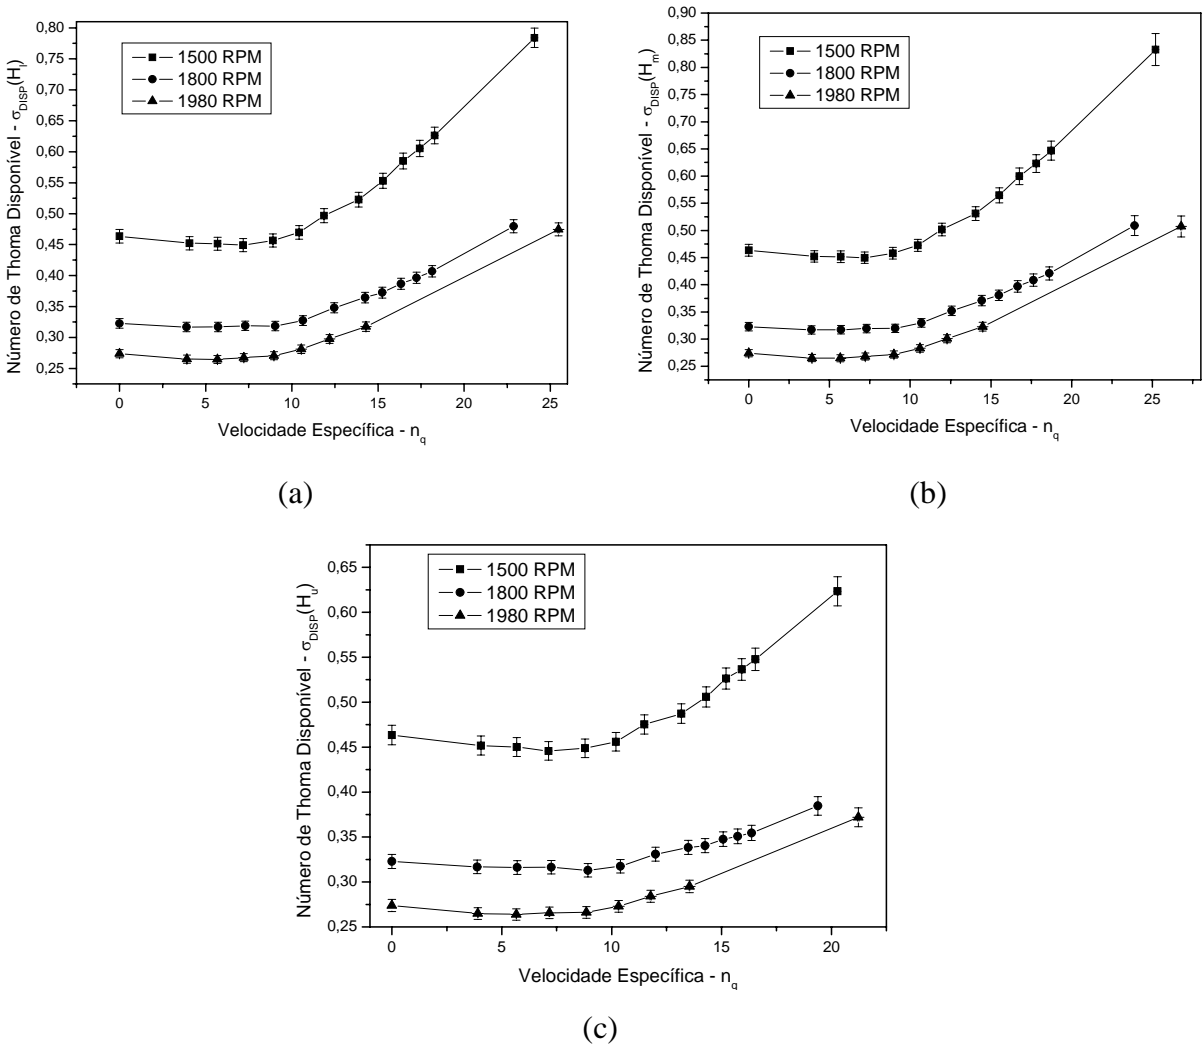 0,80
0,75
0,70
0,65
0,60
0,55
0,50
0,45
0,40
0,35
0,30
0,25
Número de Thoma Disponível - σDISP(Hl)
1500 RPM
1800 RPM
1980 RPM
0 5 10 15 20 25
Velocidade Específica - nq
(a)
0,90
0,85
0,80
0,75
0,70
0,65
0,60
0,55
0,50
0,45
0,40
0,35
0,30
0,25
Número de Thoma Disponível - σDISP(Hm)
1500 RPM
1800 RPM
1980 RPM
0 5 10 15 20 25
Velocidade Específica - nq
(b)
0,65
0,60
0,55
0,50
0,45
0,40
0,35
0,30
0,25
Número de Thoma Disponível - σDISP(Hu)
1500 RPM
1800 RPM
1980 RPM
0 5 10 15 20
Velocidade Específica - nq
(c)